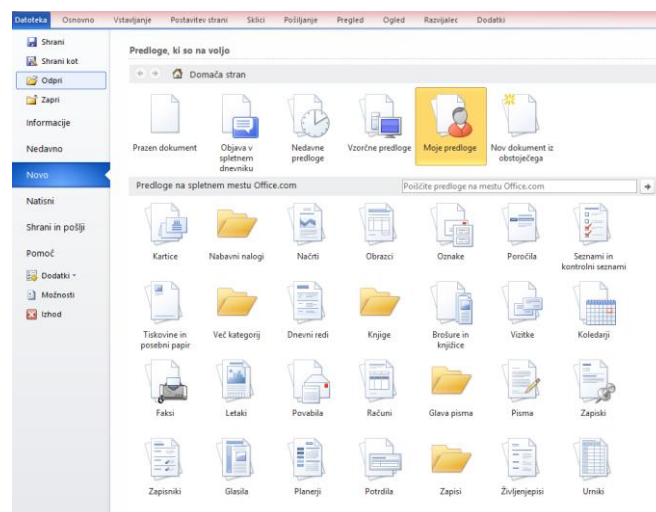 Datoteka Osnovno Vstavljanje Postavitev strani Sklici Pošiljanje Pregled Ogled Razvijalec Dodatki
Shrani
Shrani kot
Odpri
Zapri
Informacije
Nedavno
Novo
Natisni
Shrani in pošlji
Pomoč
Dodatki
Možnosti
Izhod
Predloge, ki so na voljo
Domača stran
Prazen dokument
Objava v
spletnem
dnevniku
Nedavne
predloge
Vzorčne predloge
Moje predloge
Nov dokument iz
obstoječega
Predloge na spletnem mestu Office.com
Poiščite predloge na mestu Office.com
Kartice
Nabavni nalogi
Načrti
Obrazci
Oznake
Poročila
Seznami in
kontrolni seznami
Tiskovine in
posebni papir
Več kategorij
Dnevni redi
Knjige
Brošure in
knjižice
Vizitke
Koledarji
Faksi
Letaki
Povabila
Računi
Glava pisma
Pisma
Zapiski
Zapisniki
Glasila
Planerji
Potrdila
Zapisi
Življenjepisi
Urniki